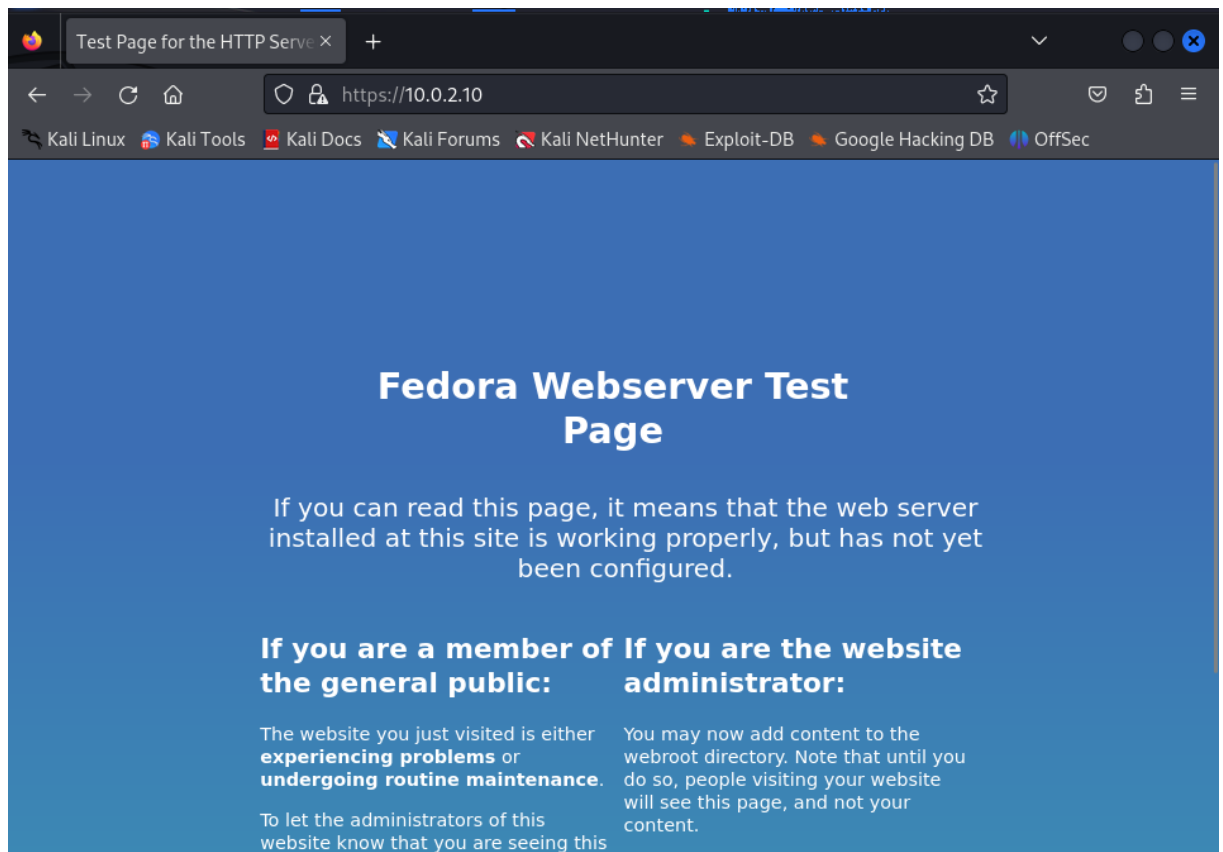 Test Page for the HTTP Serve
https://10.0.2.10
Kali Linux Kali Tools Kali Docs Kali Forums Kali NetHunter Exploit-DB Google Hacking DB OffSec
Fedora Webserver Test
Page
If you can read this page, it means that the web server
installed at this site is working properly, but has not yet
been configured.
If you are a member of
the general public:
The website you just visited is either
experiencing problems or
undergoing routine maintenance.
To let the administrators of this
website know that you are seeing this
If you are the website
administrator:
You may now add content to the
webroot directory. Note that until you
do so, people visiting your website
will see this page, and not your
content.